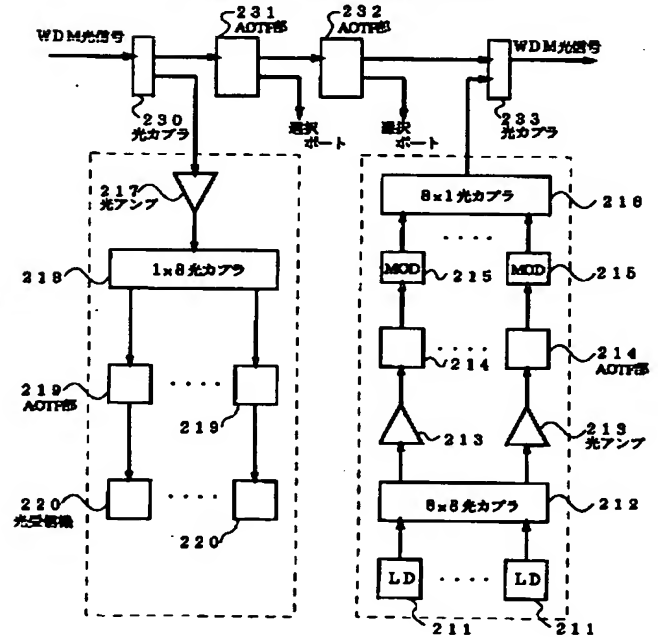 231
AOTF部
232
AOTF部
WDM光信号
WDM光信号
230
光カプラ
選択
ポート
選択
ポート
233
光カプラ
217
光アンプ
8×1光カプラ
216
218
1×8光カプラ
MOD
215
MOD
215
219
AOTF部
219
214
214
AOTF部
213
213
光アンプ
220
光受信機
220
8×8光カプラ
212
LD
LD
211
211